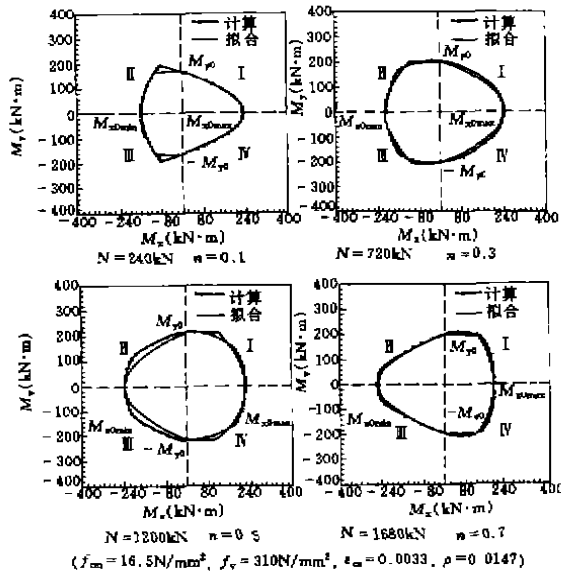 400
300
200
100
0
-100
-200
-300
-400
M_y(kN·m)
计算
拟合
Ⅱ
M_y0
Ⅰ
M_x0min
M_x0max
Ⅲ
-M_y0
Ⅳ
-400 -240 -80 80 240 400
M_x(kN·m)
N=240kN n=0.1
400
300
200
100
0
-100
-200
-300
-400
M_y(kN·m)
计算
拟合
Ⅱ
M_y0
Ⅰ
M_x0min
M_x0max
Ⅲ
-M_y0
Ⅳ
-400 -240 -80 80 240 400
M_x(kN·m)
N=720kN n=0.3
400
300
200
100
0
-100
-200
-300
-400
M_y(kN·m)
计算
拟合
Ⅱ
M_y0
Ⅰ
M_x0min
M_x0max
Ⅲ
-M_y0
Ⅳ
-400 -240 -80 80 240 400
M_x(kN·m)
N=1200kN n=0.5
400
300
200
100
0
-100
-200
-300
-400
M_y(kN·m)
计算
拟合
Ⅱ
M_y0
Ⅰ
M_x0min
M_x0max
Ⅲ
-M_y0
Ⅳ
-400 -240 -80 80 240 400
M_x(kN·m)
N=1680kN n=0.7
(f_cm=16.5N/mm², f_y=310N/mm², ε_cu=0.0033, ρ=0.0147)